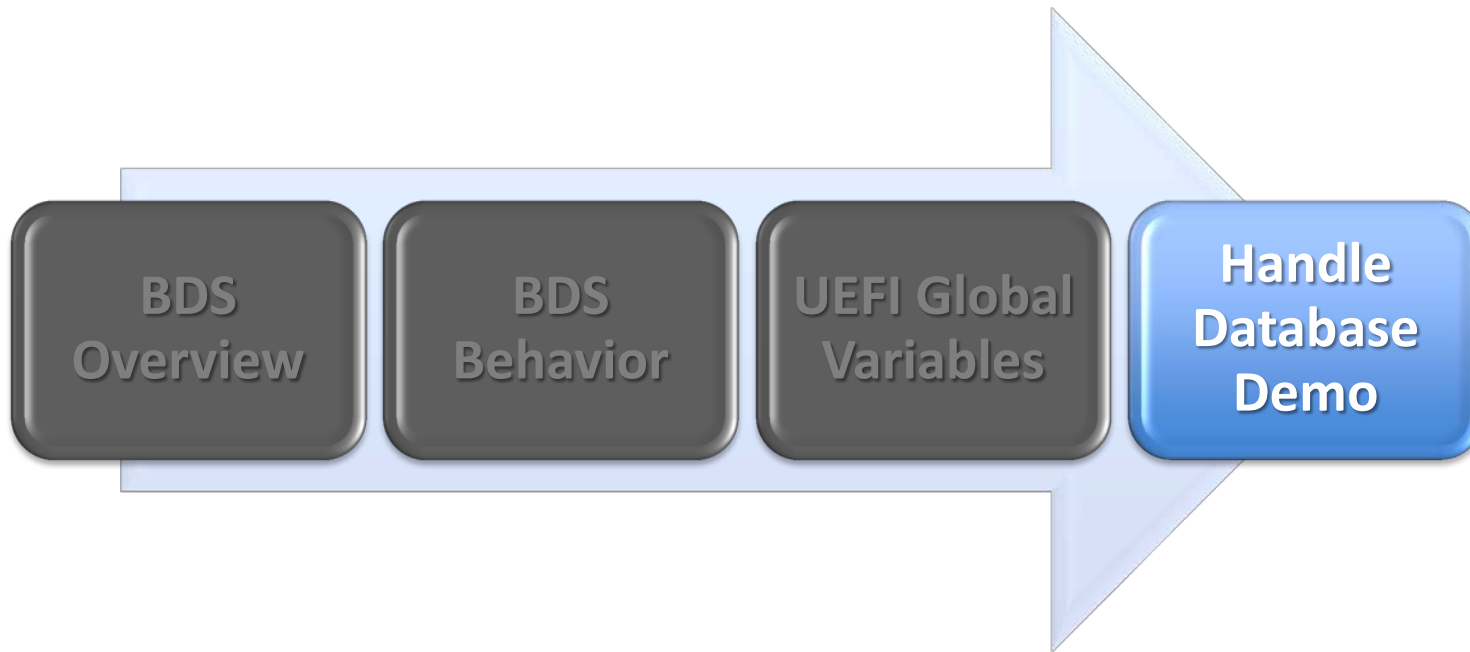 BDS
Overview
BDS
Behavior
UEFI Global
Variables
Handle
Database
Demo